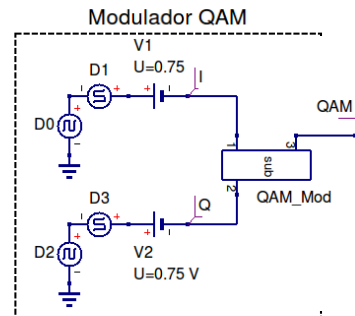 Modulador QAM
V1
U=0.75
D1
I
D0
QAM
1
3
sub
2
QAM_Mod
D3
Q
D2
V2
U=0.75 V